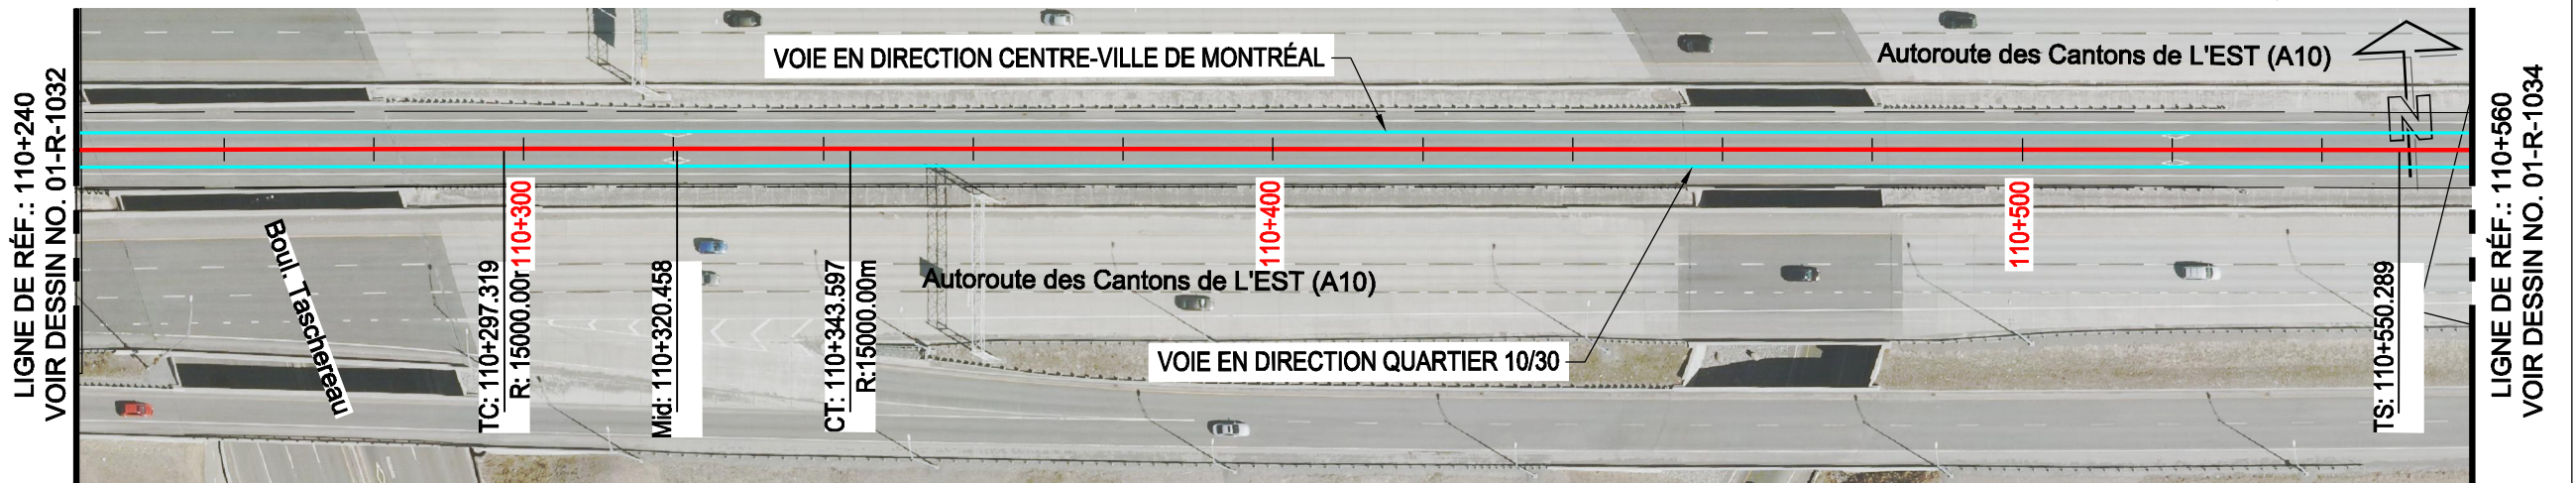 LIGNE DE RÉF.: 110+240
VOIR DESSIN NO. 01-R-1032
VOIE EN DIRECTION CENTRE-VILLE DE MONTRÉAL
Autoroute des Cantons de L'EST (A10)
N
Boul. Taschereau
TC: 110+297.319
R: 15000.00m
110+300
Mid: 110+320.458
CT: 110+343.597
R:15000.00m
Autoroute des Cantons de L'EST (A10)
110+400
VOIE EN DIRECTION QUARTIER 10/30
110+500
TS: 110+550.289
LIGNE DE RÉF.: 110+560
VOIR DESSIN NO. 01-R-1034